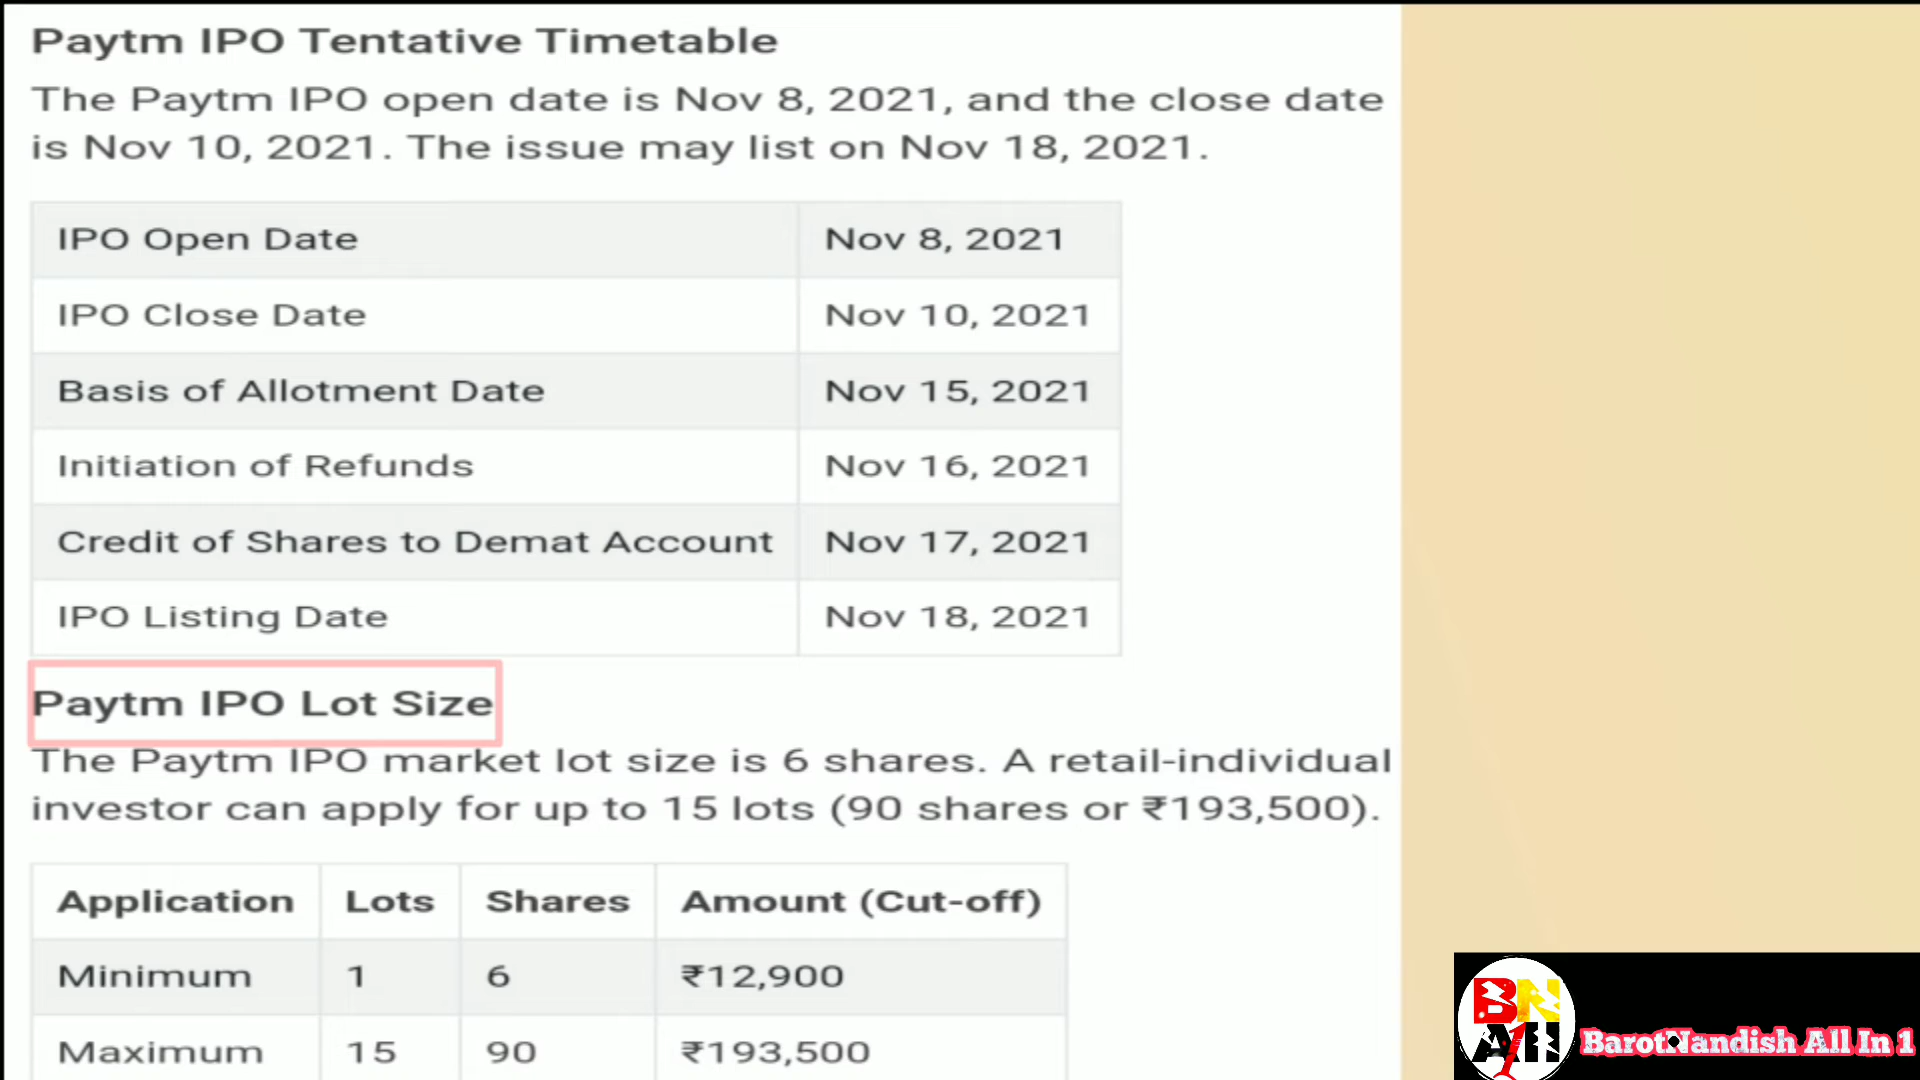 Paytm IPO Tentative Timetable
The Paytm IPO open date is Nov 8, 2021, and the close date
is Nov 10, 2021. The issue may list on Nov 18, 2021.
IPO Open Date Nov 8, 2021
IPO Close Date Nov 10, 2021
Basis of Allotment Date Nov 15, 2021
Initiation of Refunds Nov 16, 2021
Credit of Shares to Demat Account Nov 17, 2021
IPO Listing Date Nov 18, 2021
Paytm IPO Lot Size
The Paytm IPO market lot size is 6 shares. A retail-individual
investor can apply for up to 15 lots (90 shares or ₹193,500).
Application Lots Shares Amount (Cut-off)
Minimum 1 6 ₹12,900
Maximum 15 90 ₹193,500
BN
A1
BarotNandish All In 1